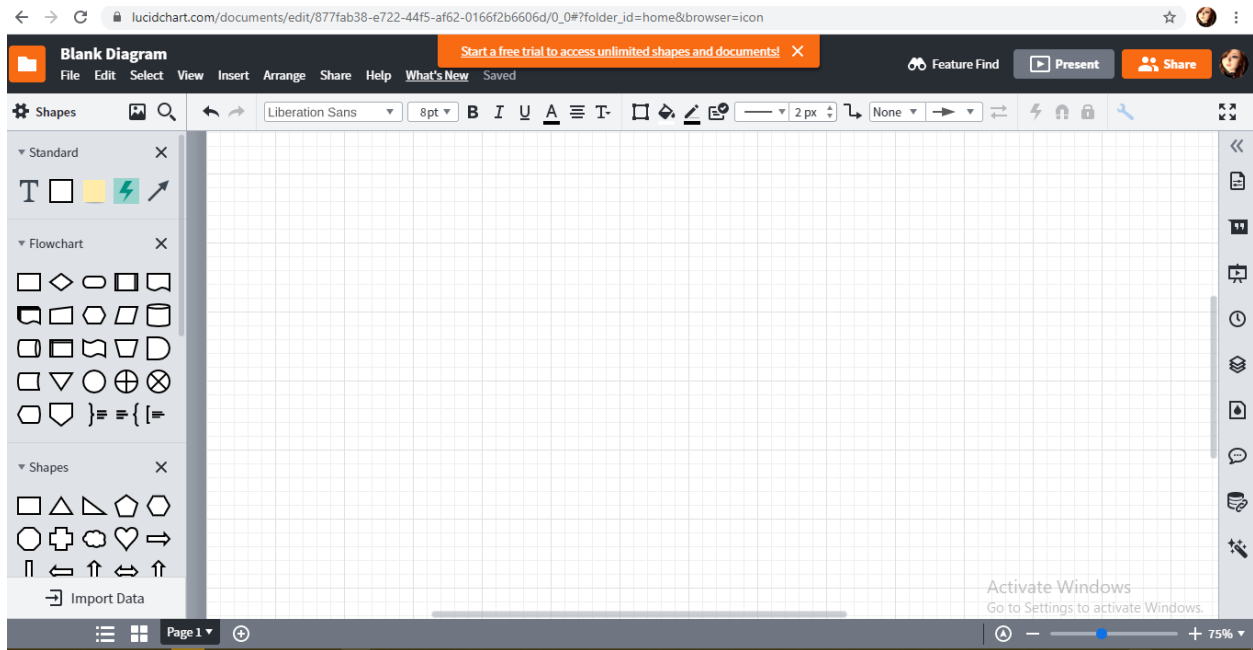 lucidchart.com/documents/edit/877fab38-e722-44f5-af62-0166f2b6606d/0_0#?folder_id=home&browser=icon
Blank Diagram
Start a free trial to access unlimited shapes and documents!
File Edit Select View Insert Arrange Share Help What's New Saved
Feature Find
Present
Share
Shapes
Liberation Sans
8pt
B I U A T
2 px
None
Standard
T
Flowchart
Shapes
Import Data
Activate Windows
Go to Settings to activate Windows.
Page 1
75%